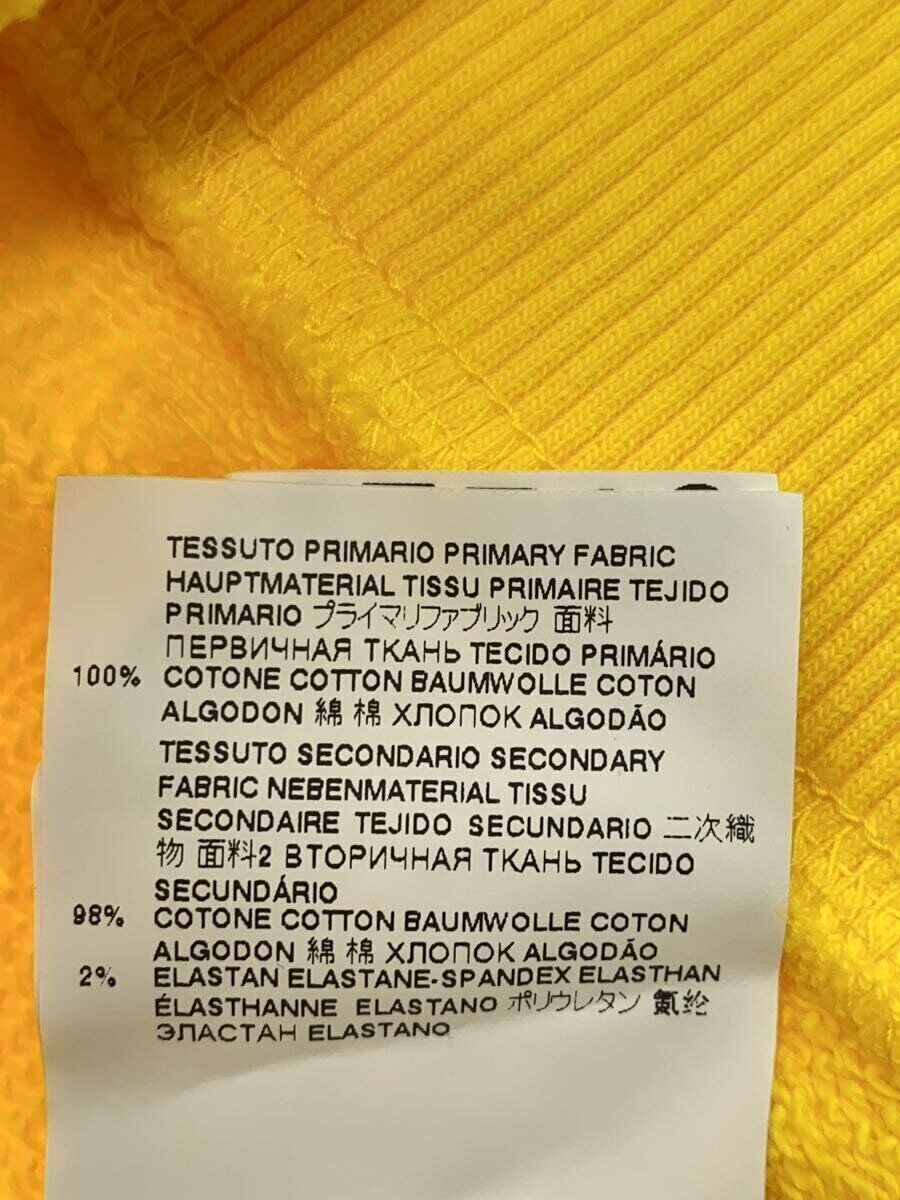 TESSUTO PRIMARIO PRIMARY FABRIC
HAUPTMATERIAL TISSU PRIMAIRE TEJIDO
PRIMARIO プライマリファブリック 面料
ПЕРВИЧНАЯ ТКАНЬ TECIDO PRIMÁRIO
100% COTONE COTTON BAUMWOLLE COTON
ALGODON 綿 棉 ХЛОПОК ALGODÃO
TESSUTO SECONDARIO SECONDARY
FABRIC NEBENMATERIAL TISSU
SECONDAIRE TEJIDO SECUNDARIO 二次織
物 面料2 ВТОРИЧНАЯ ТКАНЬ TECIDO
SECUNDÁRIO
98% COTONE COTTON BAUMWOLLE COTON
ALGODON 綿 棉 ХЛОПОК ALGODÃO
2% ELASTAN ELASTANE-SPANDEX ELASTHAN
ÉLASTHANNE ELASTANO ポリウレタン 氨纶
ЭЛАСТАН ELASTANO